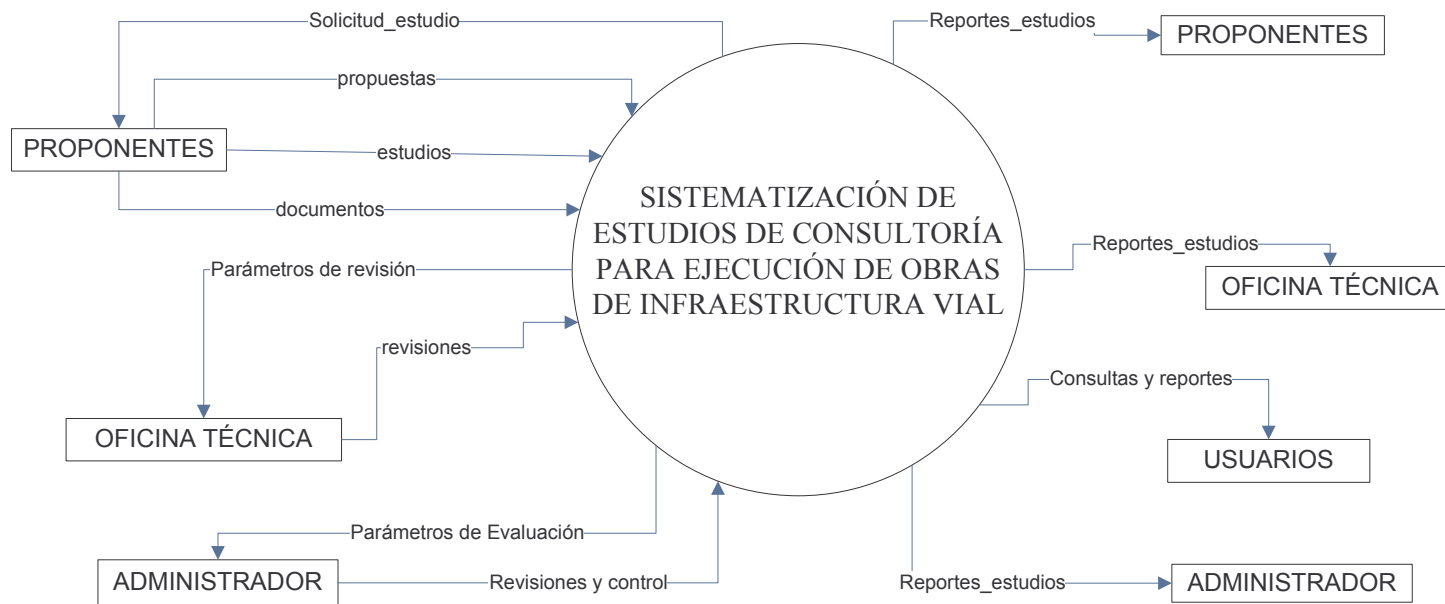 Solicitud_estudio
propuestas
PROPONENTES
estudios
documentos
Parámetros de revisión
revisiones
OFICINA TÉCNICA
Parámetros de Evaluación
ADMINISTRADOR
Revisiones y control
SISTEMATIZACIÓN DE
ESTUDIOS DE CONSULTORÍA
PARA EJECUCIÓN DE OBRAS
DE INFRAESTRUCTURA VIAL
Reportes_estudios
PROPONENTES
Reportes_estudios
OFICINA TÉCNICA
Consultas y reportes
USUARIOS
Reportes_estudios
ADMINISTRADOR